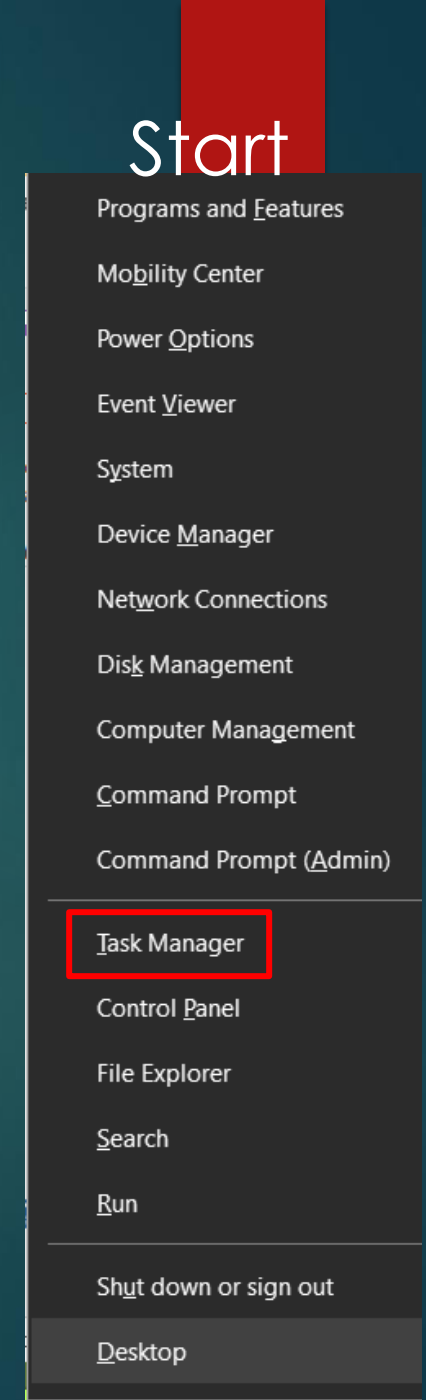 Start
Programs and Features
Mobility Center
Power Options
Event Viewer
System
Device Manager
Network Connections
Disk Management
Computer Management
Command Prompt
Command Prompt (Admin)
Task Manager
Control Panel
File Explorer
Search
Run
Shut down or sign out
Desktop